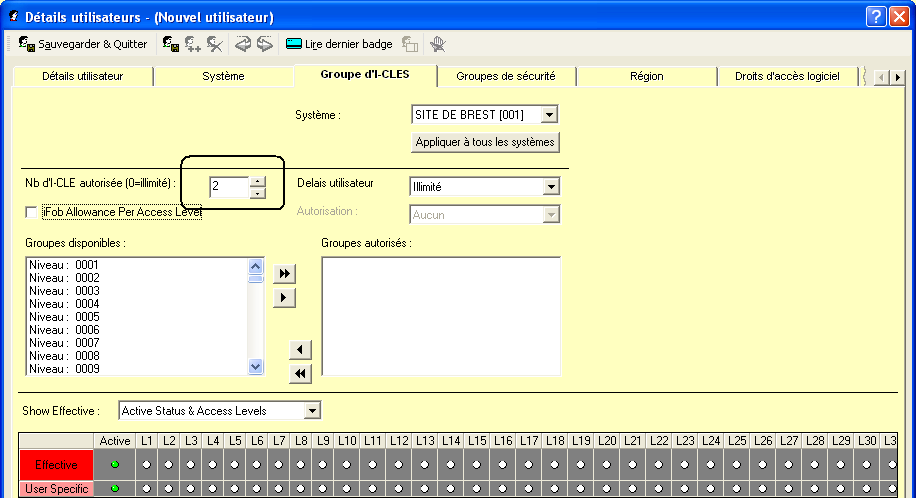 Détails utilisateurs - (Nouvel utilisateur)
Sauvegarder & Quitter Lire dernier badge
Détails utilisateur Système Groupe d'I-CLES Groupes de sécurité Région Droits d'accès logiciel
Système : SITE DE BREST [001]
Appliquer à tous les systèmes
Nb d'I-CLE autorisée (0=illimité) : 2 Delais utilisateur Illimité
iFob Allowance Per Access Level Autorisation : Aucun
Groupes disponibles : Groupes autorisés :
Niveau : 0001
Niveau : 0002
Niveau : 0003
Niveau : 0004
Niveau : 0005
Niveau : 0006
Niveau : 0007
Niveau : 0008
Niveau : 0009
Show Effective : Active Status & Access Levels
Active L1 L2 L3 L4 L5 L6 L7 L8 L9 L10 L11 L12 L13 L14 L15 L16 L17 L18 L19 L20 L21 L22 L23 L24 L25 L26 L27 L28 L29 L30 L3
Effective
User Specific